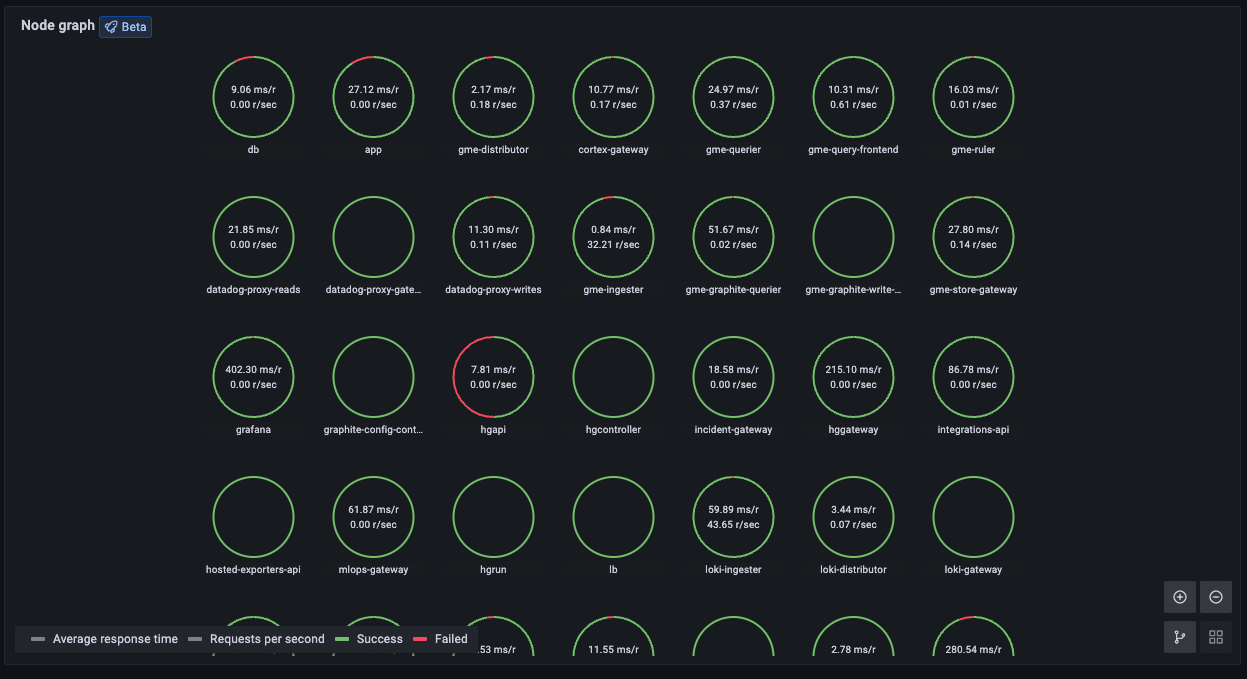 Node graph Beta
9.06 ms/r 27.12 ms/r 2.17 ms/r 10.77 ms/r 24.97 ms/r 10.31 ms/r 16.03 ms/r
0.00 r/sec 0.00 r/sec 0.18 r/sec 0.17 r/sec 0.37 r/sec 0.61 r/sec 0.01 r/sec
db app gme-distributor cortex-gateway gme-querier gme-query-frontend gme-ruler
21.85 ms/r 11.30 ms/r 0.84 ms/r 51.67 ms/r 27.80 ms/r
0.00 r/sec 0.11 r/sec 32.21 r/sec 0.02 r/sec 0.14 r/sec
datadog-proxy-reads datadog-proxy-gate... datadog-proxy-writes gme-ingester gme-graphite-querier gme-graphite-write-... gme-store-gateway
402.30 ms/r 7.81 ms/r 18.58 ms/r 215.10 ms/r 86.78 ms/r
0.00 r/sec 0.00 r/sec 0.00 r/sec 0.00 r/sec 0.00 r/sec
grafana graphite-config-cont... hgapi hgcontroller incident-gateway hggateway integrations-api
61.87 ms/r 59.89 ms/r 3.44 ms/r
0.00 r/sec 43.65 r/sec 0.07 r/sec
hosted-exporters-api mlops-gateway hgrun lb loki-ingester loki-distributor loki-gateway
.53 ms/r 11.55 ms/r 2.78 ms/r 280.54 ms/r
Average response time Requests per second Success Failed